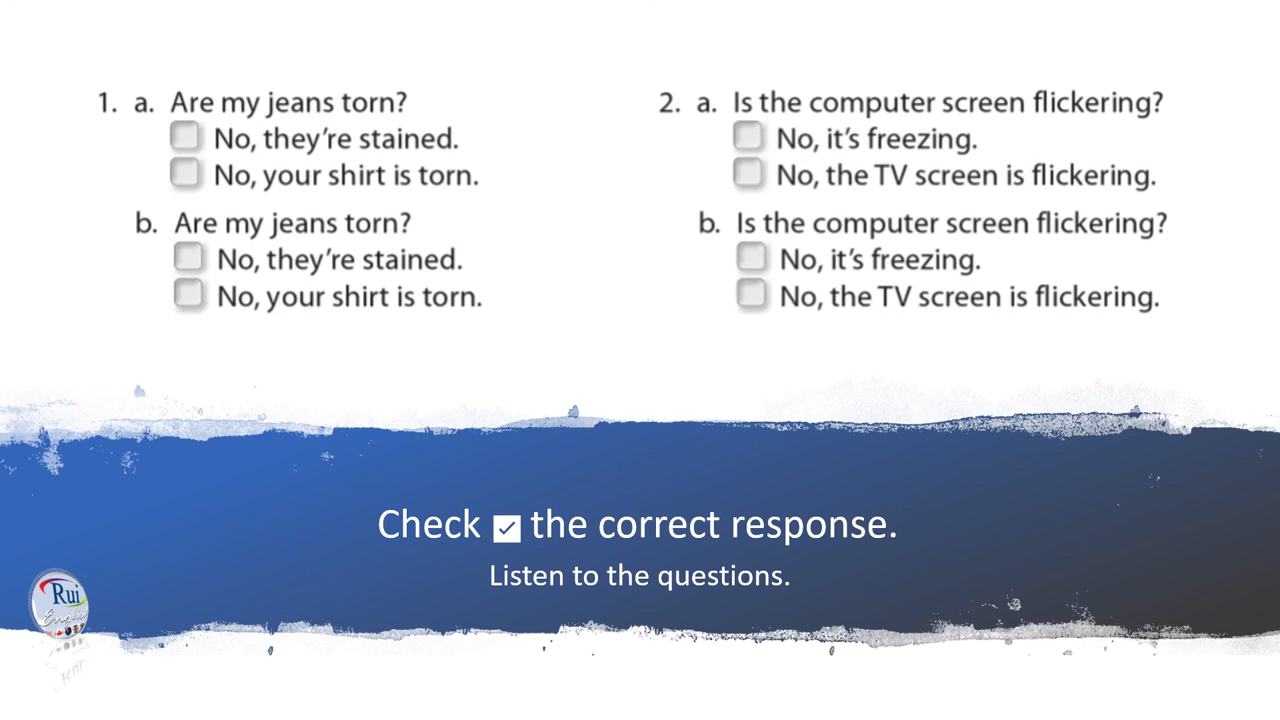 1. a. Are my jeans torn?
No, they're stained.
No, your shirt is torn.
b. Are my jeans torn?
No, they're stained.
No, your shirt is torn.
2. a. Is the computer screen flickering?
No, it's freezing.
No, the TV screen is flickering.
b. Is the computer screen flickering?
No, it's freezing.
No, the TV screen is flickering.
Check ☑ the correct response.
Listen to the questions.
Rui
English